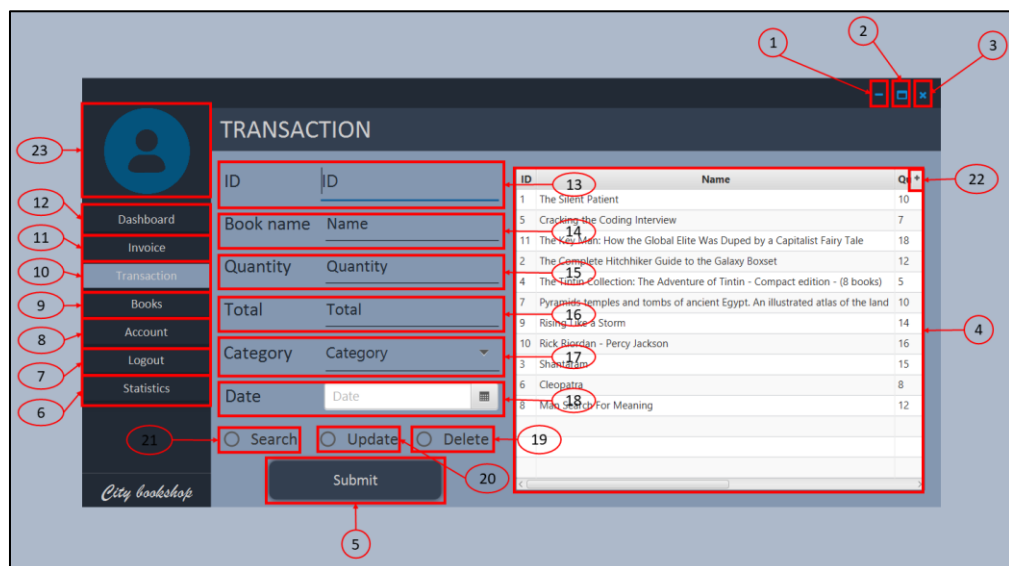 1
2
3
23
TRANSACTION
ID ID
13
ID Name Qu +
22
1 The Silent Patient 10
12
Dashboard
Book name Name
14
5 Cracking the Coding Interview 7
11
Invoice
11 The Key Man: How the Global Elite Was Duped by a Capitalist Fairy Tale 18
10
Transaction
Quantity Quantity
15
2 The Complete Hitchhiker Guide to the Galaxy Boxset 12
4 The Tintin Collection: The Adventure of Tintin - Compact edition - (8 books) 5
9
Books
Total Total
16
7 Pyramids temples and tombs of ancient Egypt. An illustrated atlas of the land 10
9 Rising Like a Storm 14
4
8
Account
10 Rick Riordan - Percy Jackson 16
7
Logout
Category Category
17
3 Shantaram 15
6
Statistics
Date Date
18
6 Cleopatra 8
8 Man Search For Meaning 12
21
Search
Update
Delete
19
20
Submit
City bookshop
5